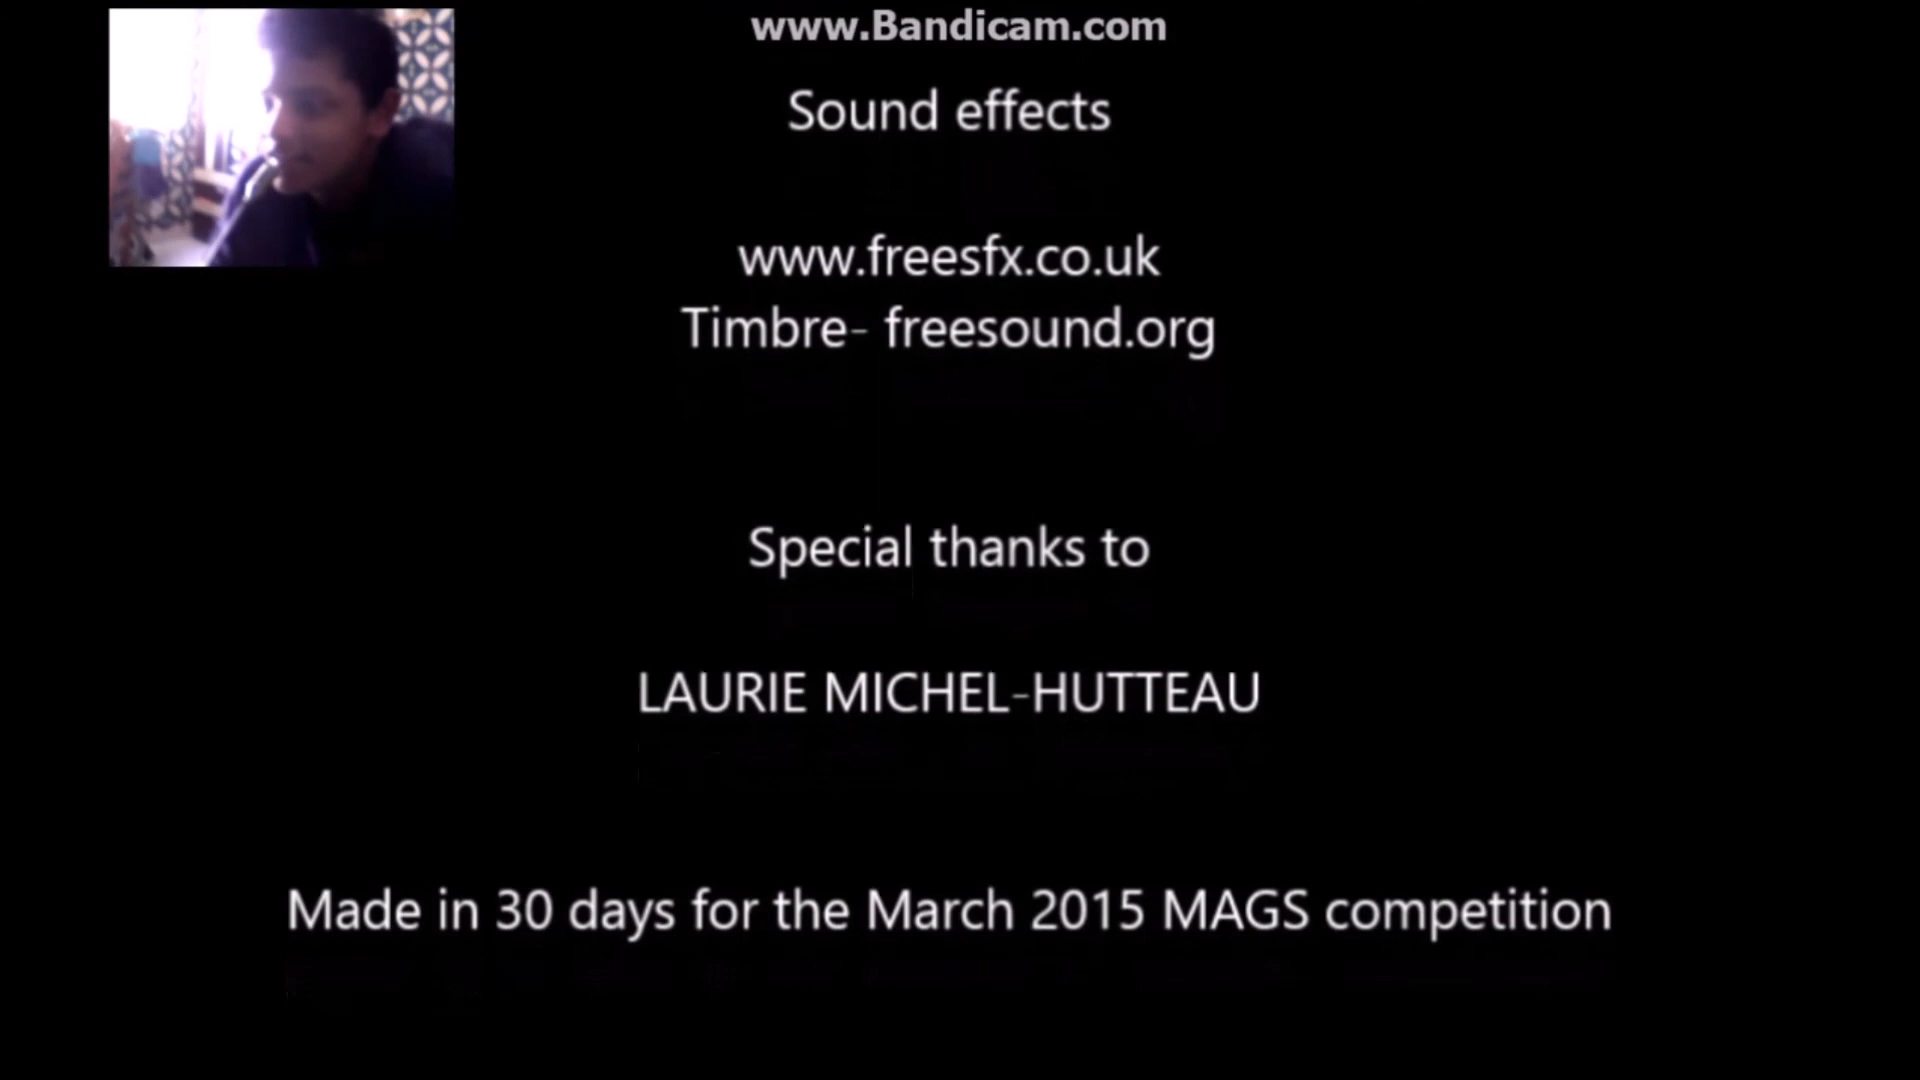 www.Bandicam.com
Sound effects
www.freesfx.co.uk
Timbre- freesound.org
Special thanks to
LAURIE MICHEL-HUTTEAU
Made in 30 days for the March 2015 MAGS competition